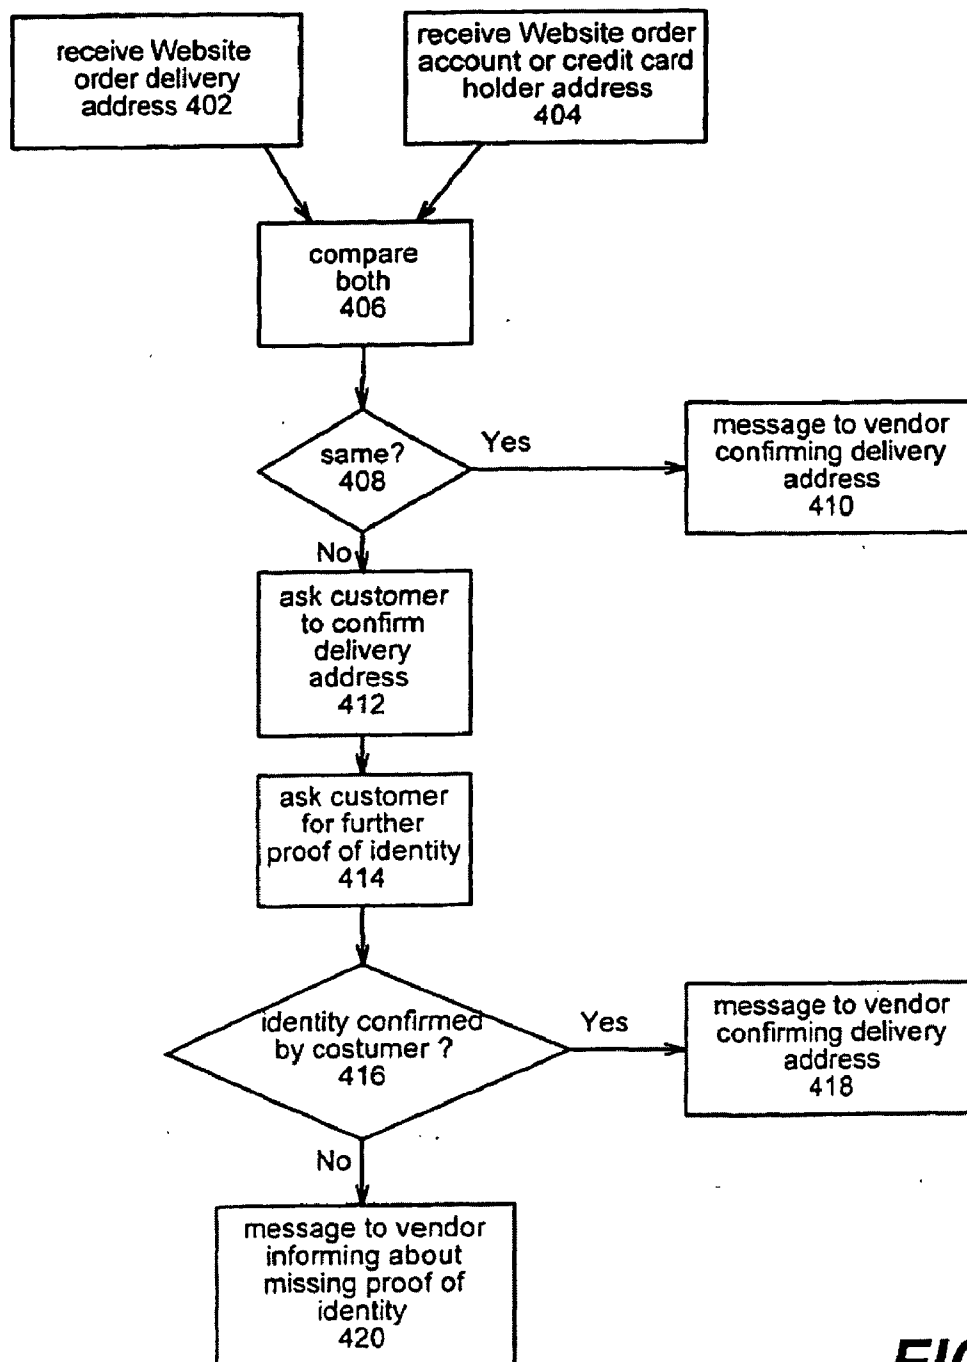 receive Website
order delivery
address 402
receive Website order
account or credit card
holder address
404
compare
both
406
same?
408
Yes
message to vendor
confirming delivery
address
410
No
ask customer
to confirm
delivery
address
412
ask customer
for further
proof of identity
414
identity confirmed
by costumer ?
416
Yes
message to vendor
confirming delivery
address
418
No
message to vendor
informing about
missing proof of
identity
420